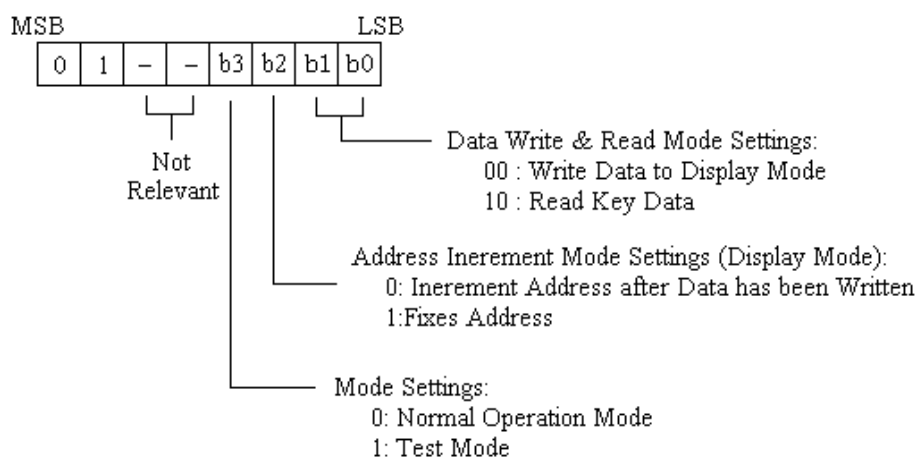 MSB LSB
0 1 – – b3 b2 b1 b0
Data Write & Read Mode Settings:
00 : Write Data to Display Mode
10 : Read Key Data
Not
Relevant
Address Inerement Mode Settings (Display Mode):
0: Inerement Address after Data has been Written
1:Fixes Address
Mode Settings:
0: Normal Operation Mode
1: Test Mode